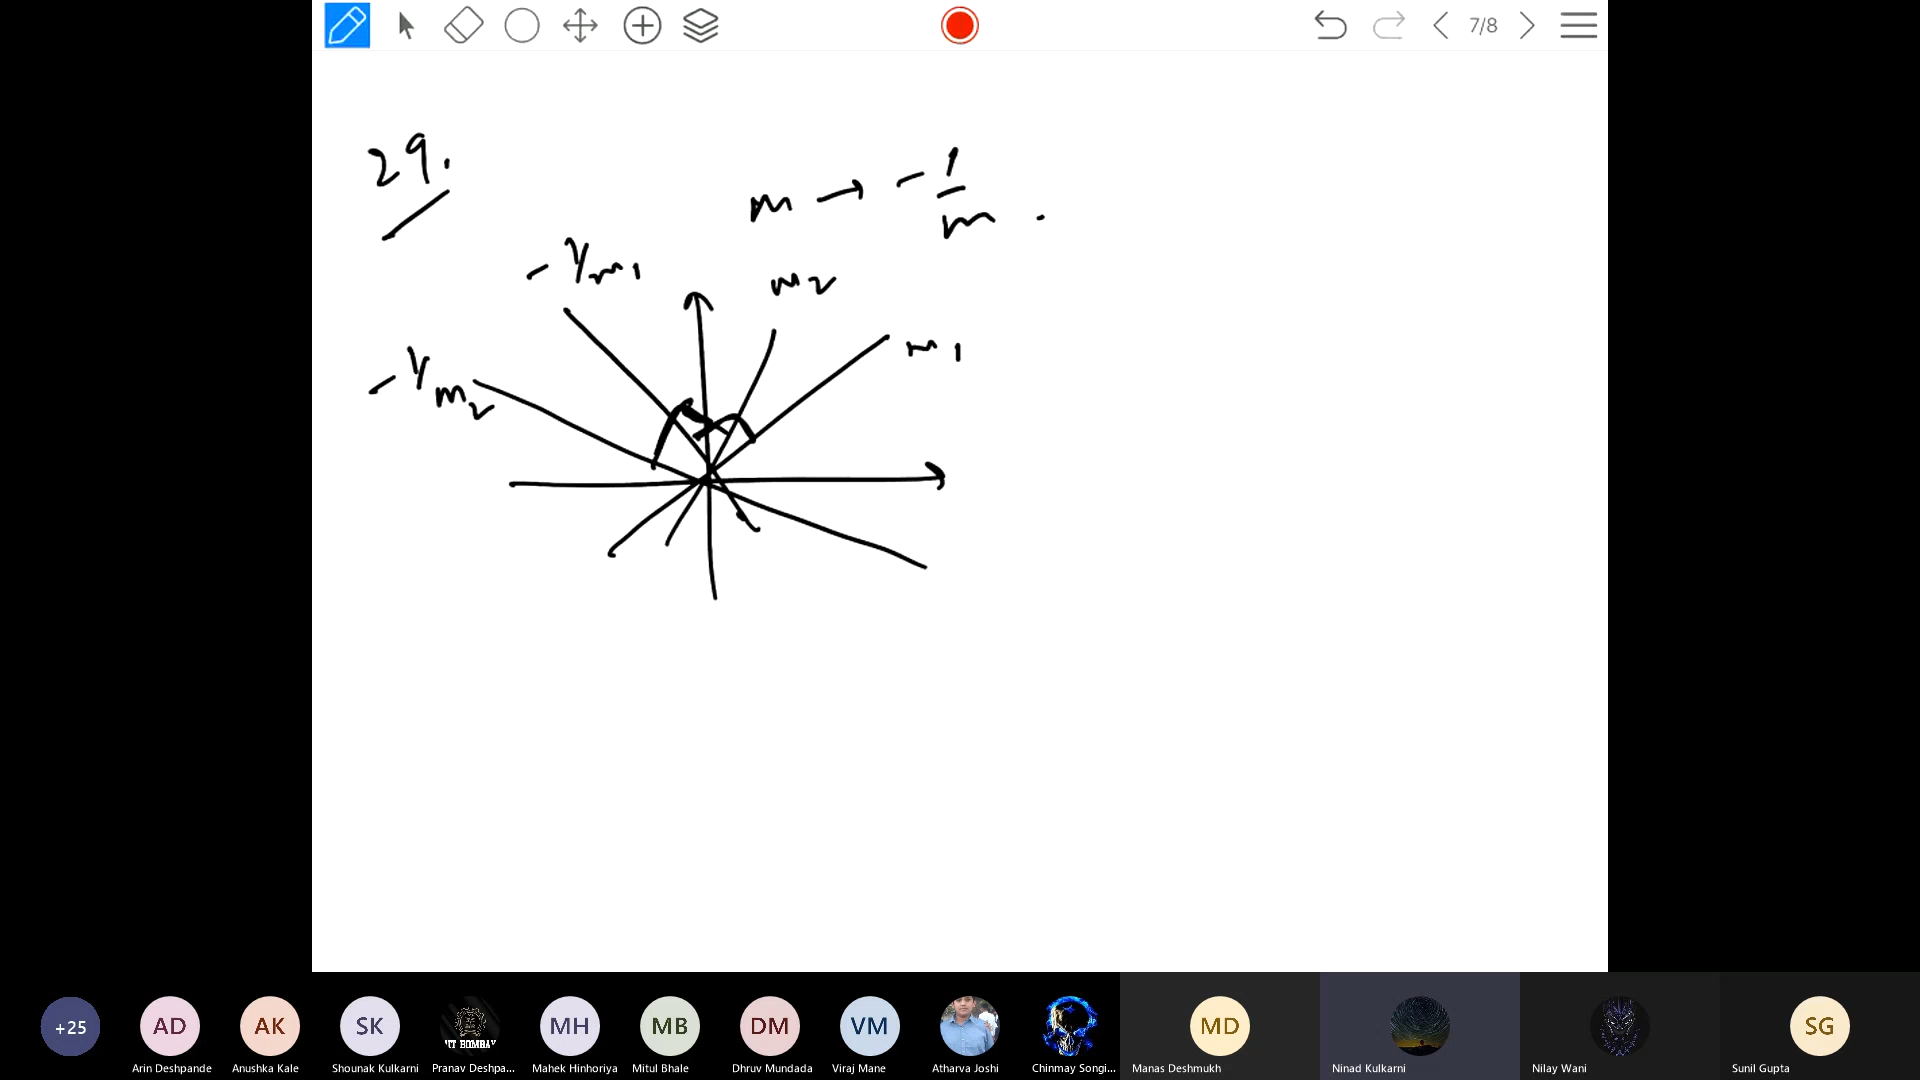 7/8
29.
m → - 1/m .
- 1/m1
m2
m1
- 1/m2
+25
AD
AK
SK
IIT BOMBAY
MH
MB
DM
VM
MD
SG
Arin Deshpande
Anushka Kale
Shounak Kulkarni
Pranav Deshpa...
Mahek Hinhoriya
Mitul Bhale
Dhruv Mundada
Viraj Mane
Atharva Joshi
Chinmay Songi...
Manas Deshmukh
Ninad Kulkarni
Nilay Wani
Sunil Gupta